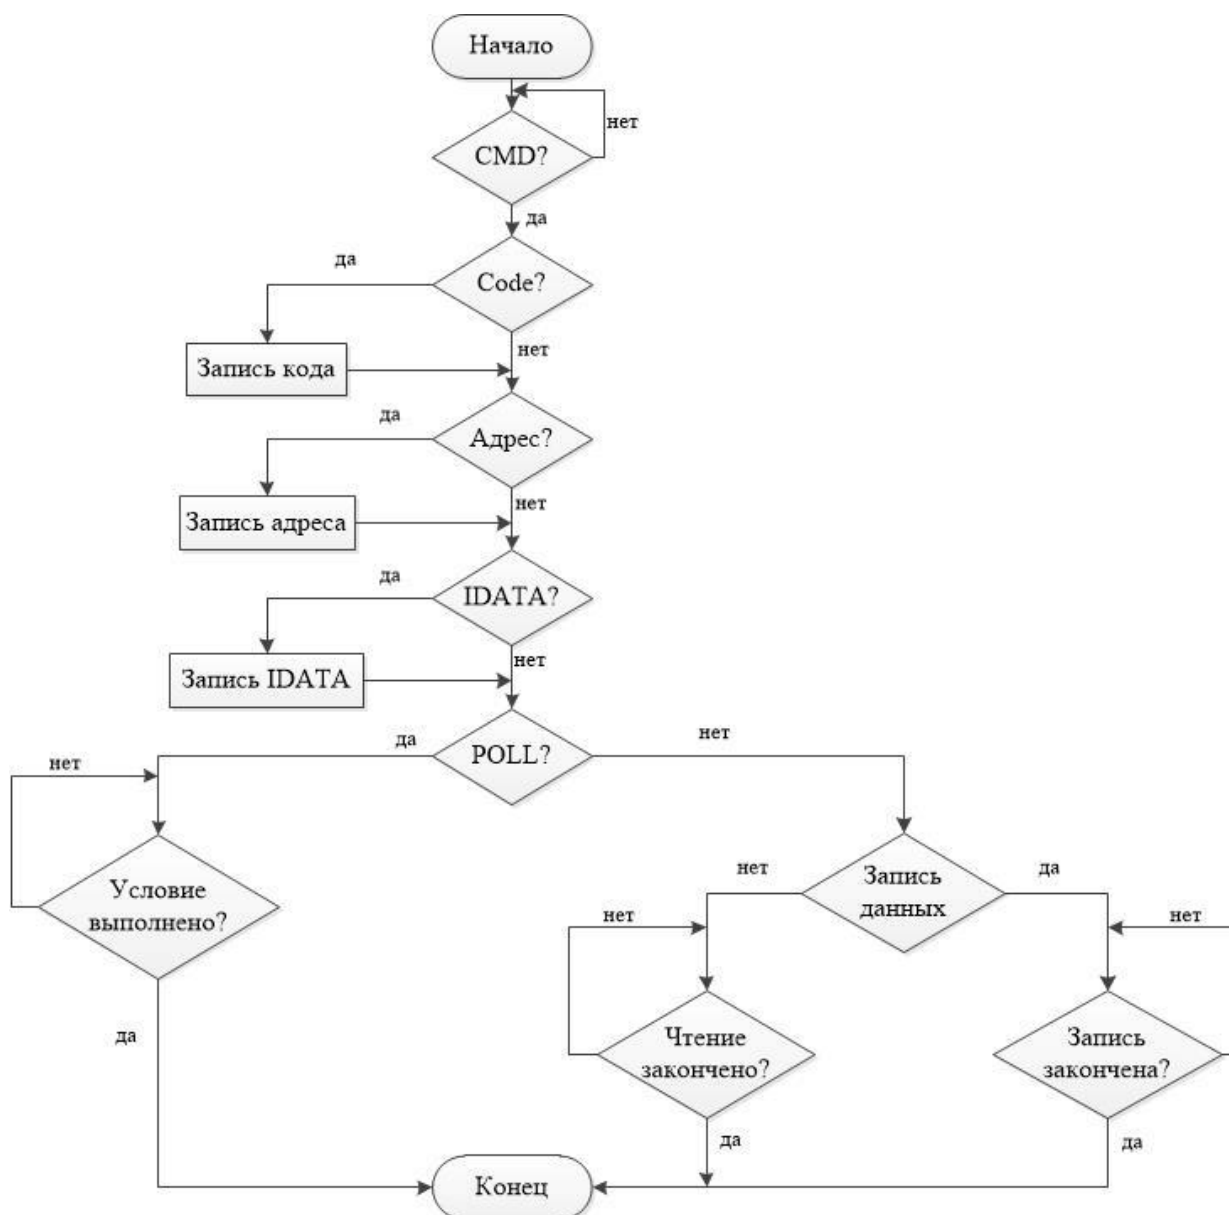 Начало
нет
CMD?
да
да
Code?
нет
Запись кода
да
Адрес?
нет
Запись адреса
да
IDATA?
нет
Запись IDATA
да
POLL?
нет
нет
Условие
выполнено?
нет
Запись
данных
да
нет
нет
Чтение
закончено?
Запись
закончена?
да
да
да
Конец